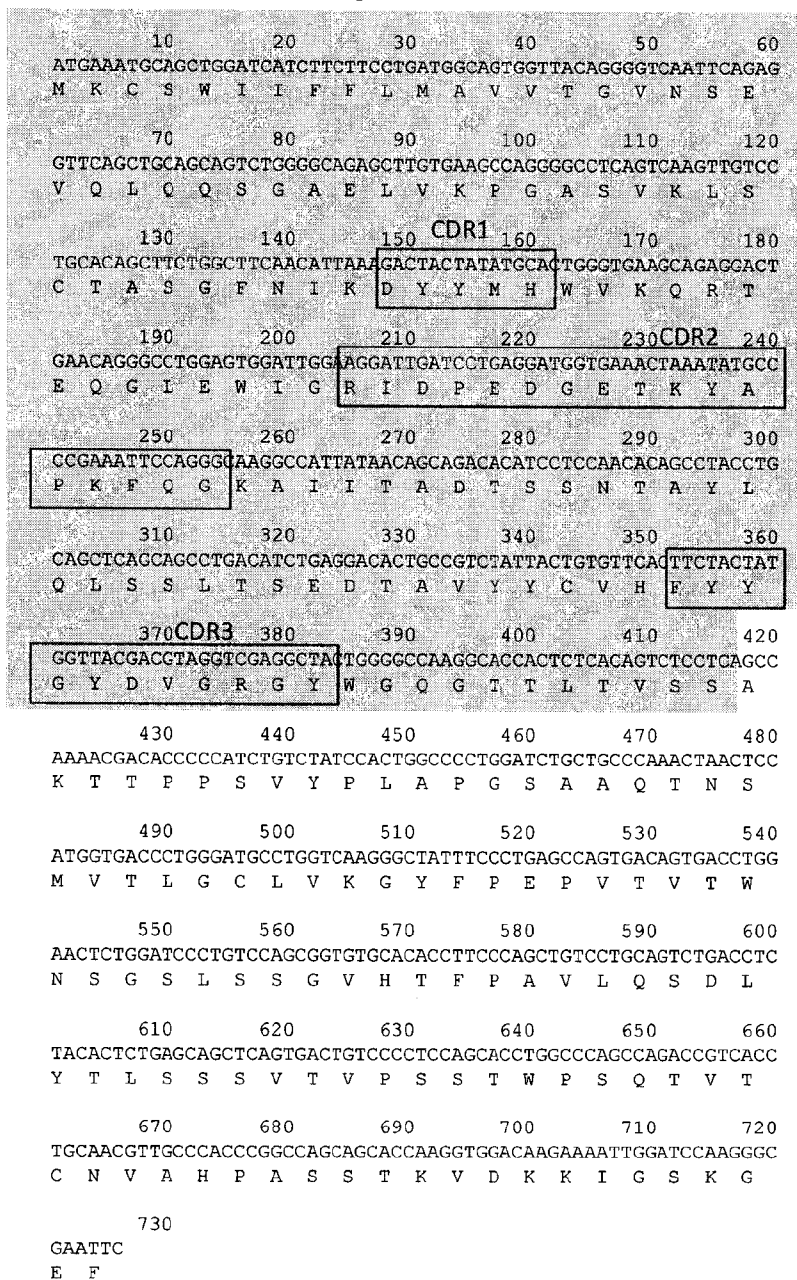 10 20 30 40 50 60
ATGAAATGCAGCTGGATCATCTTCTTCCTGATGGCAGTGGTTACAGGGGTCAATTCAGAG
M K C S W I I F F L M A V V T G V N S E
70 80 90 100 110 120
GTTCAGCTGCAGCAGTCTGGGGCAGAGCTTGTGAAGCCAGGGGCCTCAGTCAAGTTGTCC
V Q L Q Q S G A E L V K P G A S V K L S
CDR1
130 140 150 160 170 180
TGCACAGCTTCTGGCTTCAACATTAAAGACTACTATATGCACTGGGTGAAGCAGAGGACT
C T A S G F N I K D Y Y M H W V K Q R T
190 200 210 220 230CDR2 240
GAACAGGGCCTGGAGTGGATTGGAAGGATTGATCCTGAGGATGGTGAAACTAAATATGCC
E Q G I E W I G R I D P E D G E T K Y A
250 260 270 280 290 300
CCGAAATTCCAGGGCAAGGCCATTATAACAGCAGACACATCCTCCAACACAGCCTACCTG
P K F Q G K A I I T A D T S S N T A Y L
310 320 330 340 350 360
CAGCTCAGCAGCCTGACATCTGAGGACACTGCCGTCTATTACTGTGTTCACTTCTACTAT
Q L S S L T S E D T A V Y Y C V H F Y Y
370CDR3 380 390 400 410 420
GGTTACGACGTAGGTCGAGGCTACTGGGGCCAAGGCACCACTCTCACAGTCTCCTCAGCC
G Y D V G R G Y W G Q G T T L T V S S A
430 440 450 460 470 480
AAAACGACACCCCCATCTGTCTATCCACTGGCCCCTGGATCTGCTGCCCAAACTAACTCC
K T T P P S V Y P L A P G S A A Q T N S
490 500 510 520 530 540
ATGGTGACCCTGGGATGCCTGGTCAAGGGCTATTTCCCTGAGCCAGTGACAGTGACCTGG
M V T L G C L V K G Y F P E P V T V T W
550 560 570 580 590 600
AACTCTGGATCCCTGTCCAGCGGTGTGCACACCTTCCCAGCTGTCCTGCAGTCTGACCTC
N S G S L S S G V H T F P A V L Q S D L
610 620 630 640 650 660
TACACTCTGAGCAGCTCAGTGACTGTCCCCTCCAGCACCTGGCCCAGCCAGACCGTCACC
Y T L S S S V T V P S S T W P S Q T V T
670 680 690 700 710 720
TGCAACGTTGCCCACCCGGCCAGCAGCACCAAGGTGGACAAGAAAATTGGATCCAAGGGC
C N V A H P A S S T K V D K K I G S K G
730
GAATTC
E F